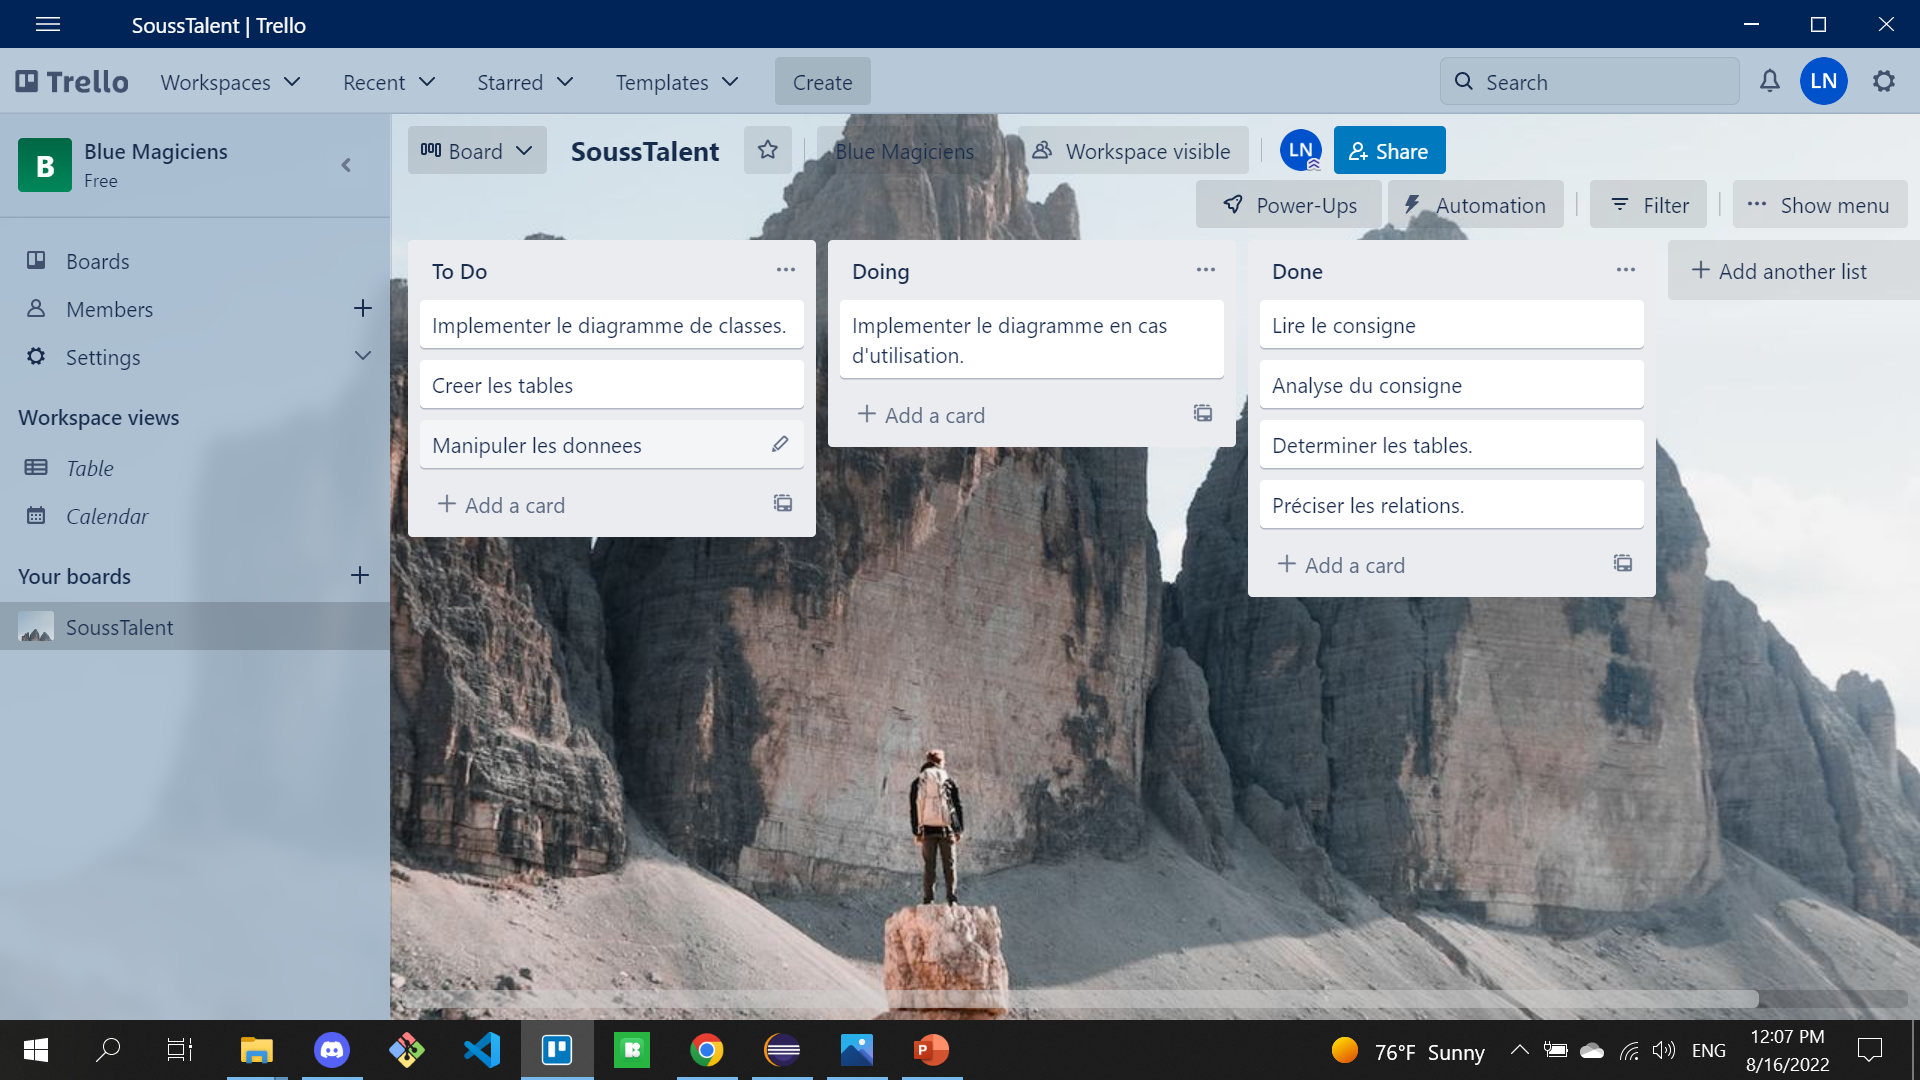 SoussTalent | Trello
Trello
Workspaces
Recent
Starred
Templates
Create
Search
LN
B
Blue Magiciens
Free
Boards
Members
Settings
Workspace views
Table
Calendar
Your boards
SoussTalent
Board
SoussTalent
Blue Magiciens
Workspace visible
LN
Share
Power-Ups
Automation
Filter
Show menu
To Do
Implementer le diagramme de classes.
Creer les tables
Manipuler les donnees
Add a card
Doing
Implementer le diagramme en cas
d'utilisation.
Add a card
Done
Lire le consigne
Analyse du consigne
Determiner les tables.
Préciser les relations.
Add a card
Add another list
76°F Sunny
ENG
12:07 PM
8/16/2022